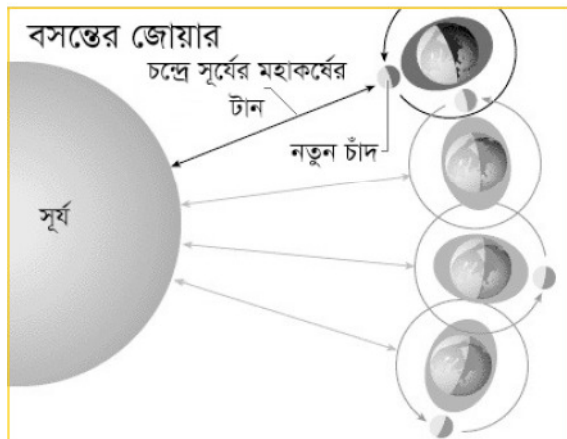 বসন্তের জোয়ার
চন্দ্রে সূর্যের মহাকর্ষের
টান
নতুন চাঁদ
সূর্য